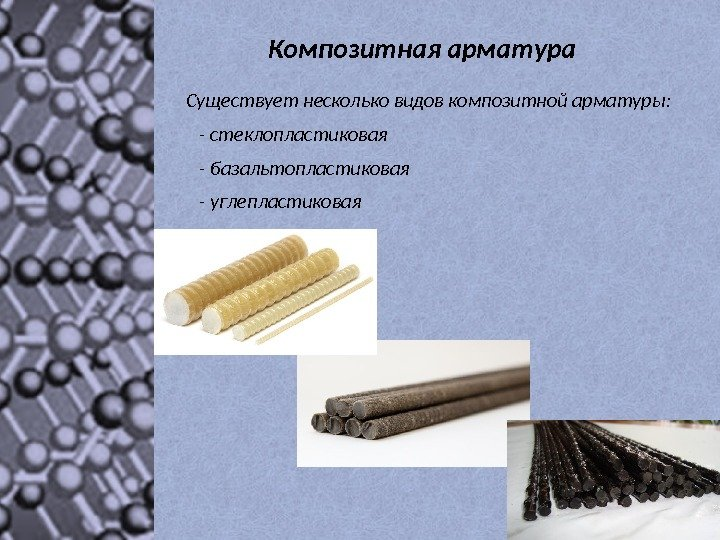 Композитная арматура
Существует несколько видов композитной арматуры:
- стеклопластиковая
- базальтопластиковая
- углепластиковая